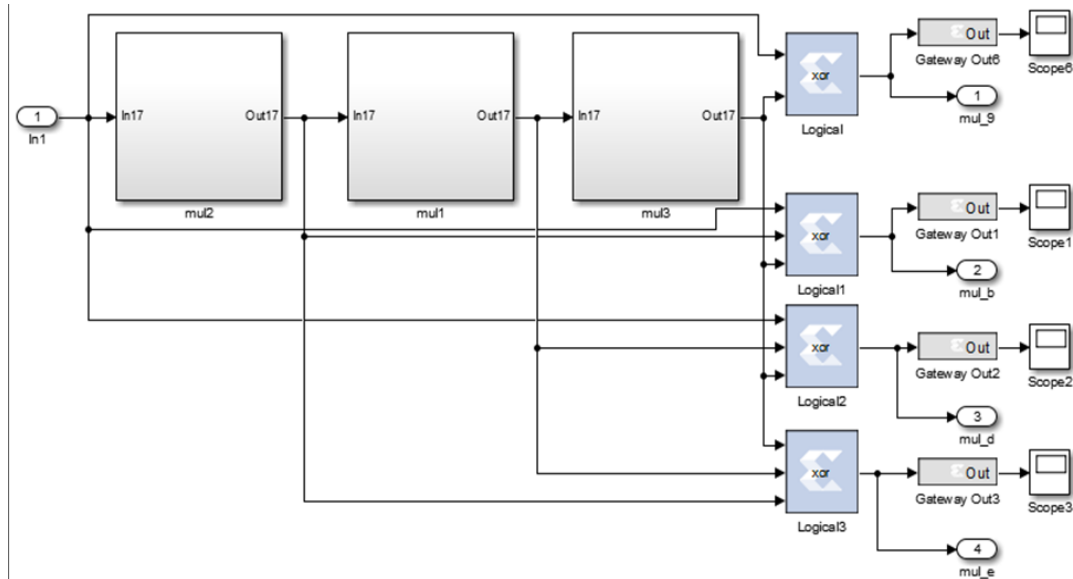 1
In1
In17
Out17
mul2
In17
Out17
mul1
In17
Out17
mul3
xor
Logical
Out
Gateway Out6
Scope6
1
mul_9
xor
Logical1
Out
Gateway Out1
Scope1
2
mul_b
xor
Logical2
Out
Gateway Out2
Scope2
3
mul_d
xor
Logical3
Out
Gateway Out3
Scope3
4
mul_e